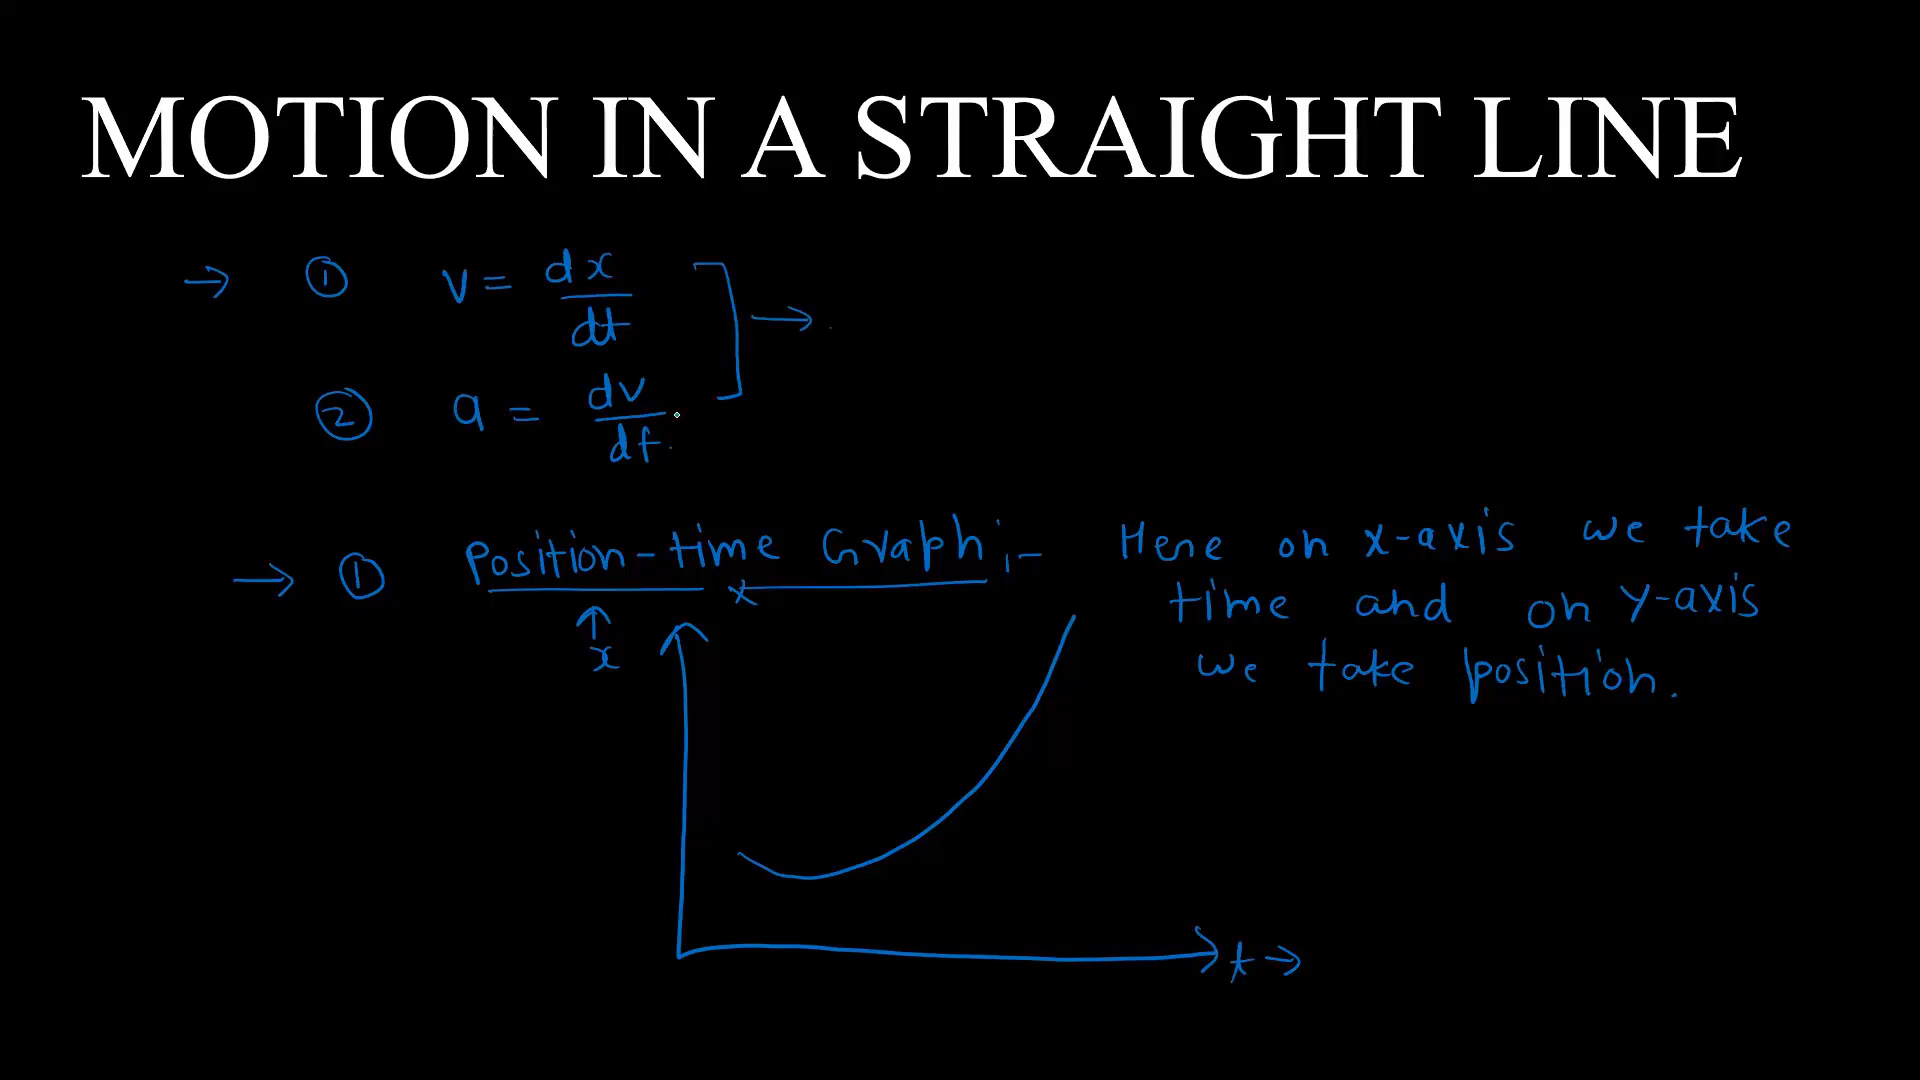 MOTION IN A STRAIGHT LINE
→ ① v = dx/dt →
② a = dv/dt
→ ① Position-time Graph :- Here on x-axis we take
time and on Y-axis
we take position.
↑
x
t →